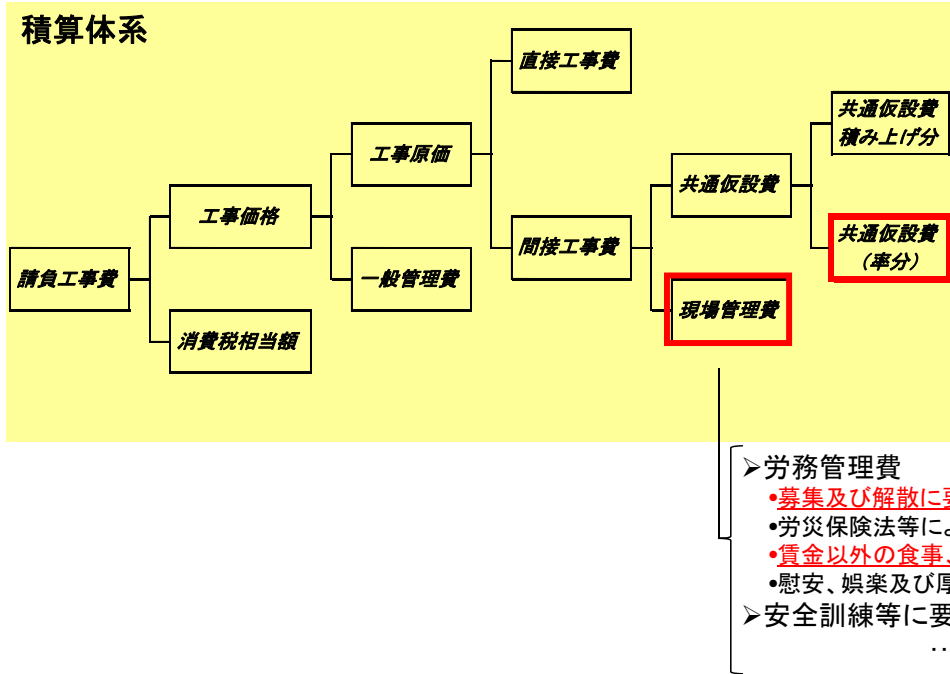 積算体系
直接工事費
共通仮設費
積み上げ分
工事原価
共通仮設費
工事価格
共通仮設費
（率分）
間接工事費
請負工事費
一般管理費
現場管理費
消費税相当額
➢労務管理費
•募集及び解散に
•労災保険法等に
•賃金以外の食事、
•慰安、娯楽及び
➢安全訓練等に要
‥